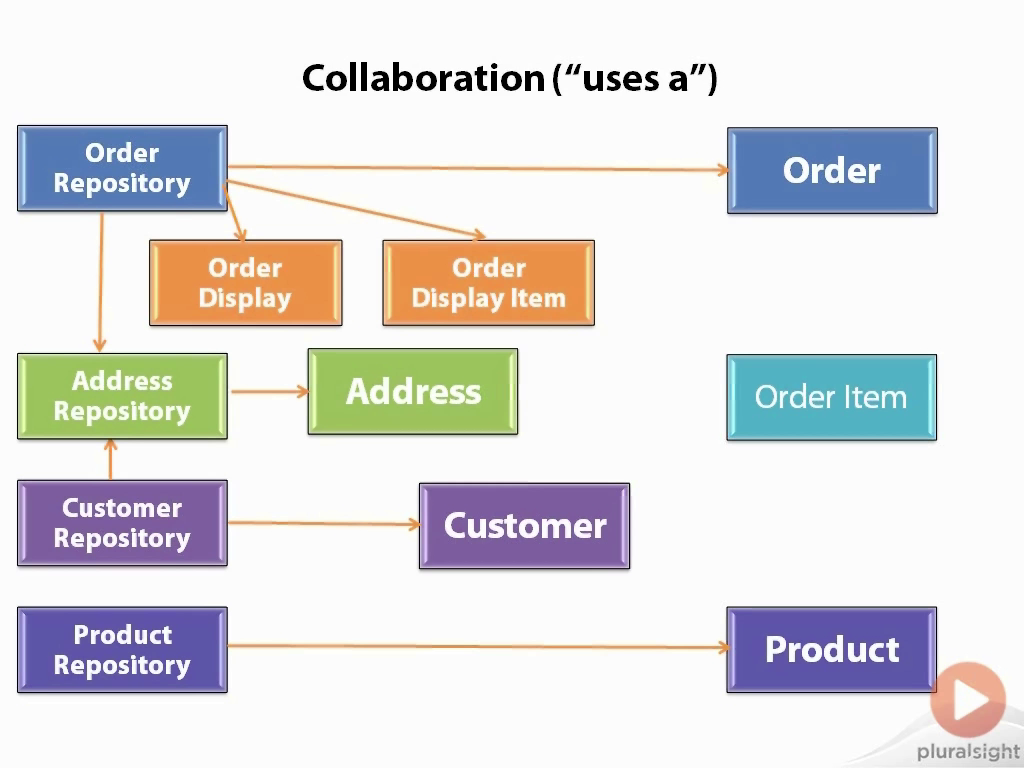 Collaboration (“uses a”)
Order
Repository
Order
Order
Display
Order
Display Item
Address
Repository
Address
Order Item
Customer
Repository
Customer
Product
Repository
Product
pluralsight